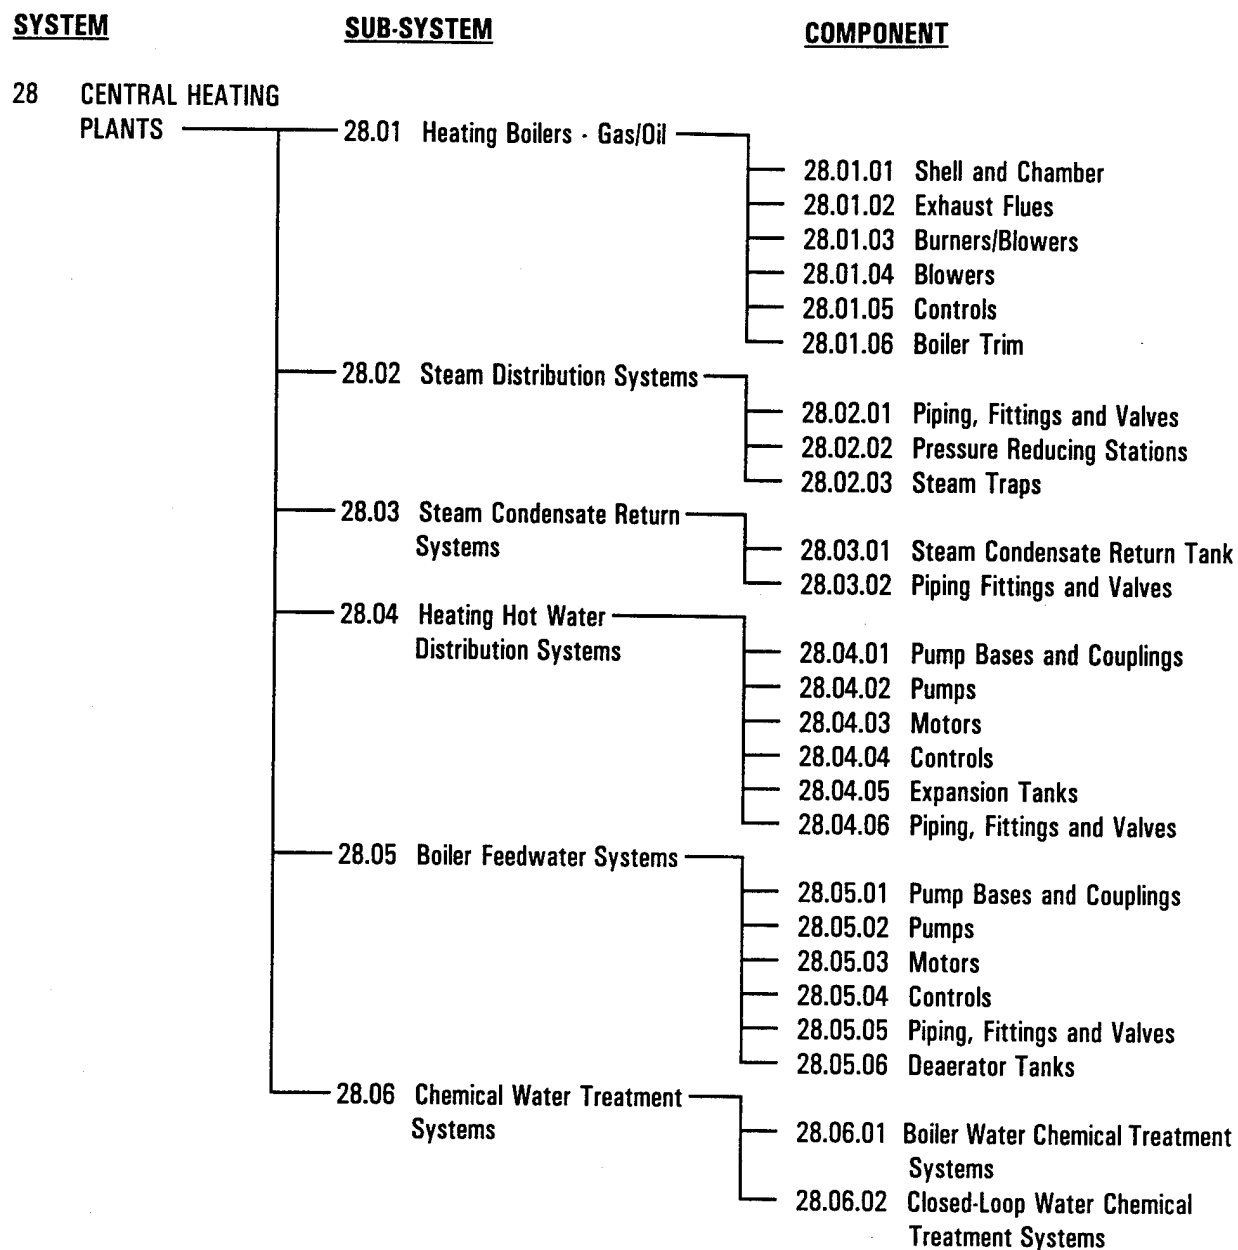 SYSTEM SUB-SYSTEM COMPONENT
28 CENTRAL HEATING
PLANTS 28.01 Heating Boilers - Gas/Oil
28.01.01 Shell and Chamber
28.01.02 Exhaust Flues
28.01.03 Burners/Blowers
28.01.04 Blowers
28.01.05 Controls
28.01.06 Boiler Trim
28.02 Steam Distribution Systems
28.02.01 Piping, Fittings and Valves
28.02.02 Pressure Reducing Stations
28.02.03 Steam Traps
28.03 Steam Condensate Return
Systems
28.03.01 Steam Condensate Return Tank
28.03.02 Piping Fittings and Valves
28.04 Heating Hot Water
Distribution Systems
28.04.01 Pump Bases and Couplings
28.04.02 Pumps
28.04.03 Motors
28.04.04 Controls
28.04.05 Expansion Tanks
28.04.06 Piping, Fittings and Valves
28.05 Boiler Feedwater Systems
28.05.01 Pump Bases and Couplings
28.05.02 Pumps
28.05.03 Motors
28.05.04 Controls
28.05.05 Piping, Fittings and Valves
28.05.06 Deaerator Tanks
28.06 Chemical Water Treatment
Systems
28.06.01 Boiler Water Chemical Treatment
Systems
28.06.02 Closed-Loop Water Chemical
Treatment Systems